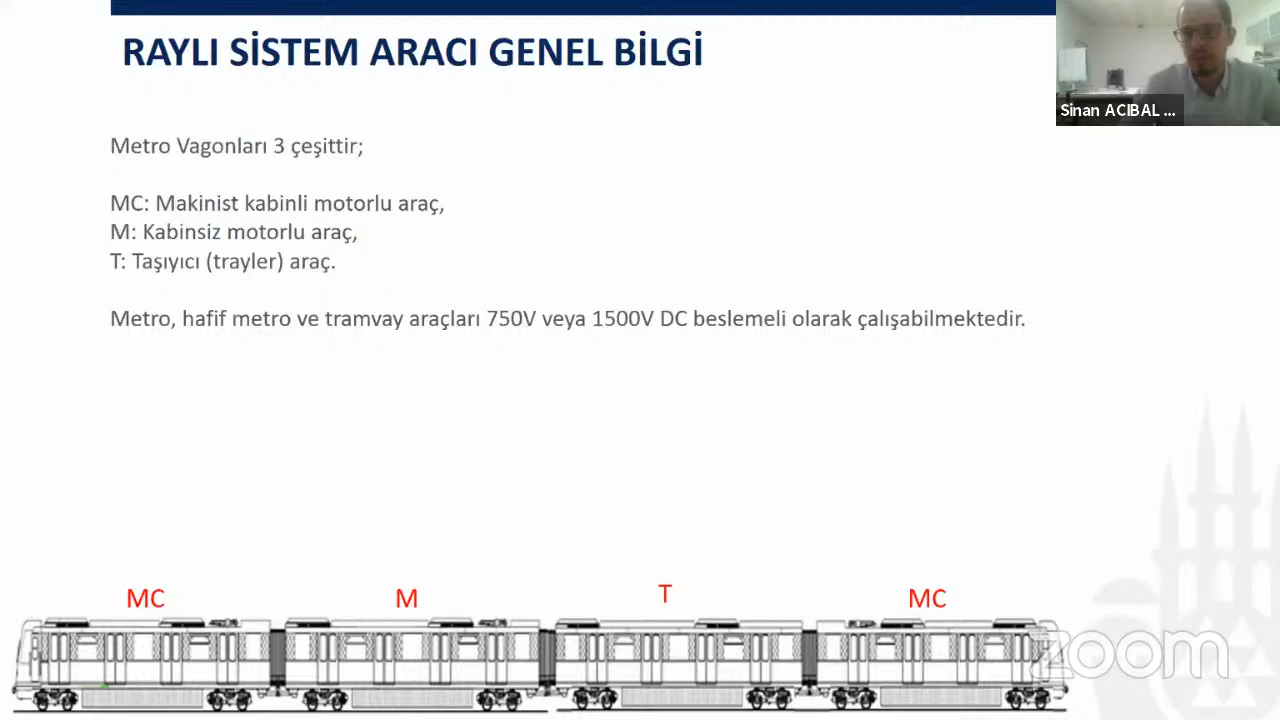 RAYLI SİSTEM ARACI GENEL BİLGİ
Sinan ACIBAL ...
Metro Vagonları 3 çeşittir;
MC: Makinist kabinli motorlu araç,
M: Kabinsiz motorlu araç,
T: Taşıyıcı (trayler) araç.
Metro, hafif metro ve tramvay araçları 750V veya 1500V DC beslemeli olarak çalışabilmektedir.
MC M T MC
zoom